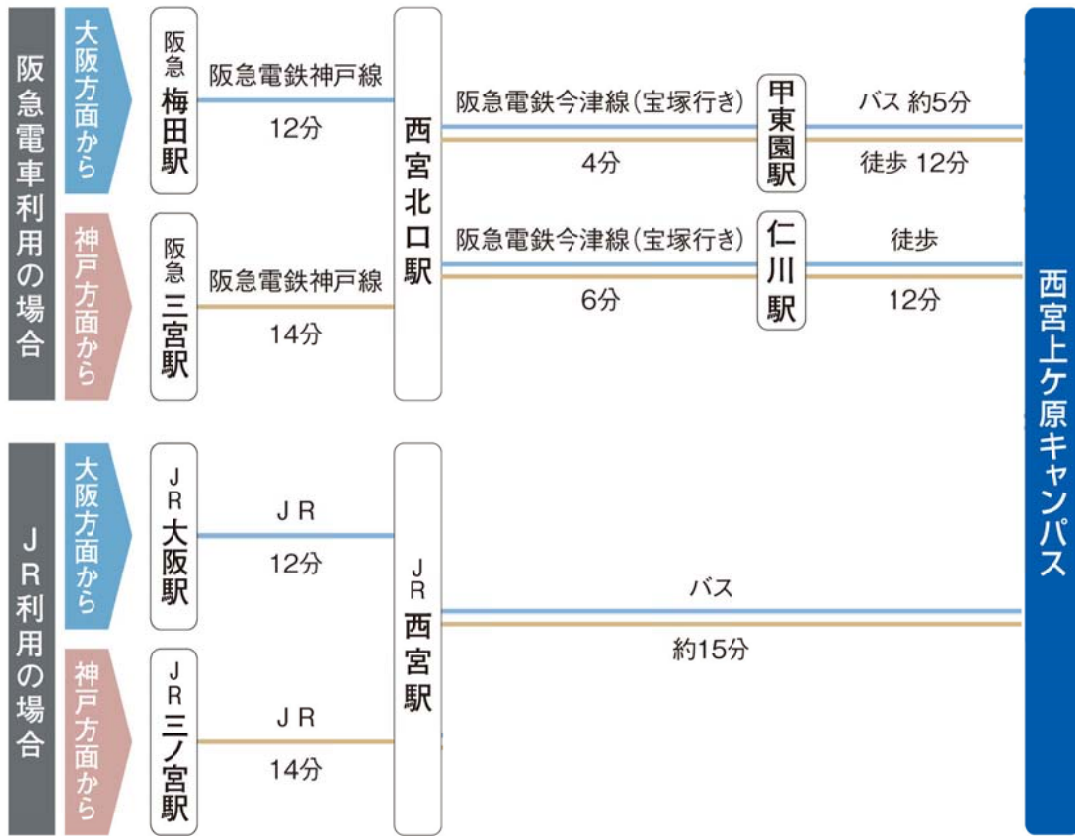 阪急電車利用の場合
大阪方面から
阪急 梅田駅
阪急電鉄神戸線
12分
神戸方面から
阪急 三宮駅
阪急電鉄神戸線
14分
西宮北口駅
阪急電鉄今津線(宝塚行き)
4分
甲東園駅
バス 約5分
徒歩 12分
阪急電鉄今津線(宝塚行き)
6分
仁川駅
徒歩
12分
JR利用の場合
大阪方面から
JR 大阪駅
JR
12分
神戸方面から
JR 三ノ宮駅
JR
14分
JR 西宮駅
バス
約15分
西宮上ケ原キャンパス